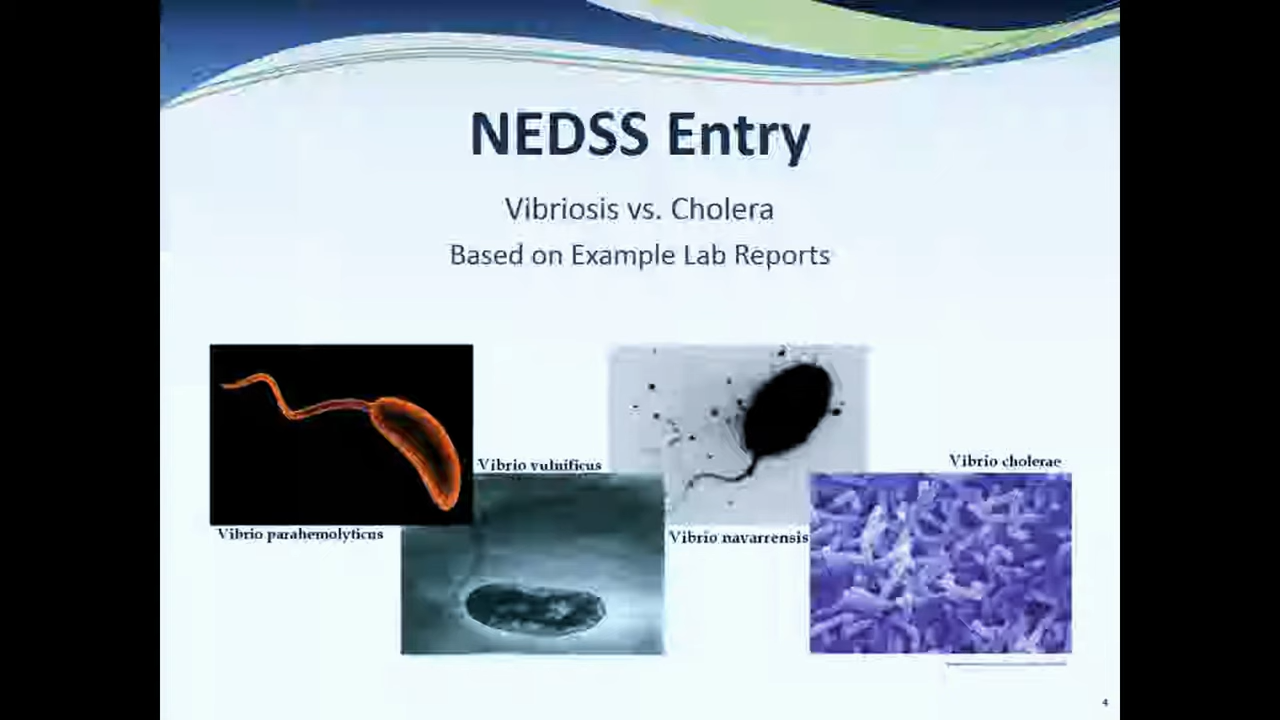 NEDSS Entry
Vibriosis vs. Cholera
Based on Example Lab Reports
Vibrio vulnificus
Vibrio cholerae
Vibrio parahemolyticus
Vibrio navarrensis
4